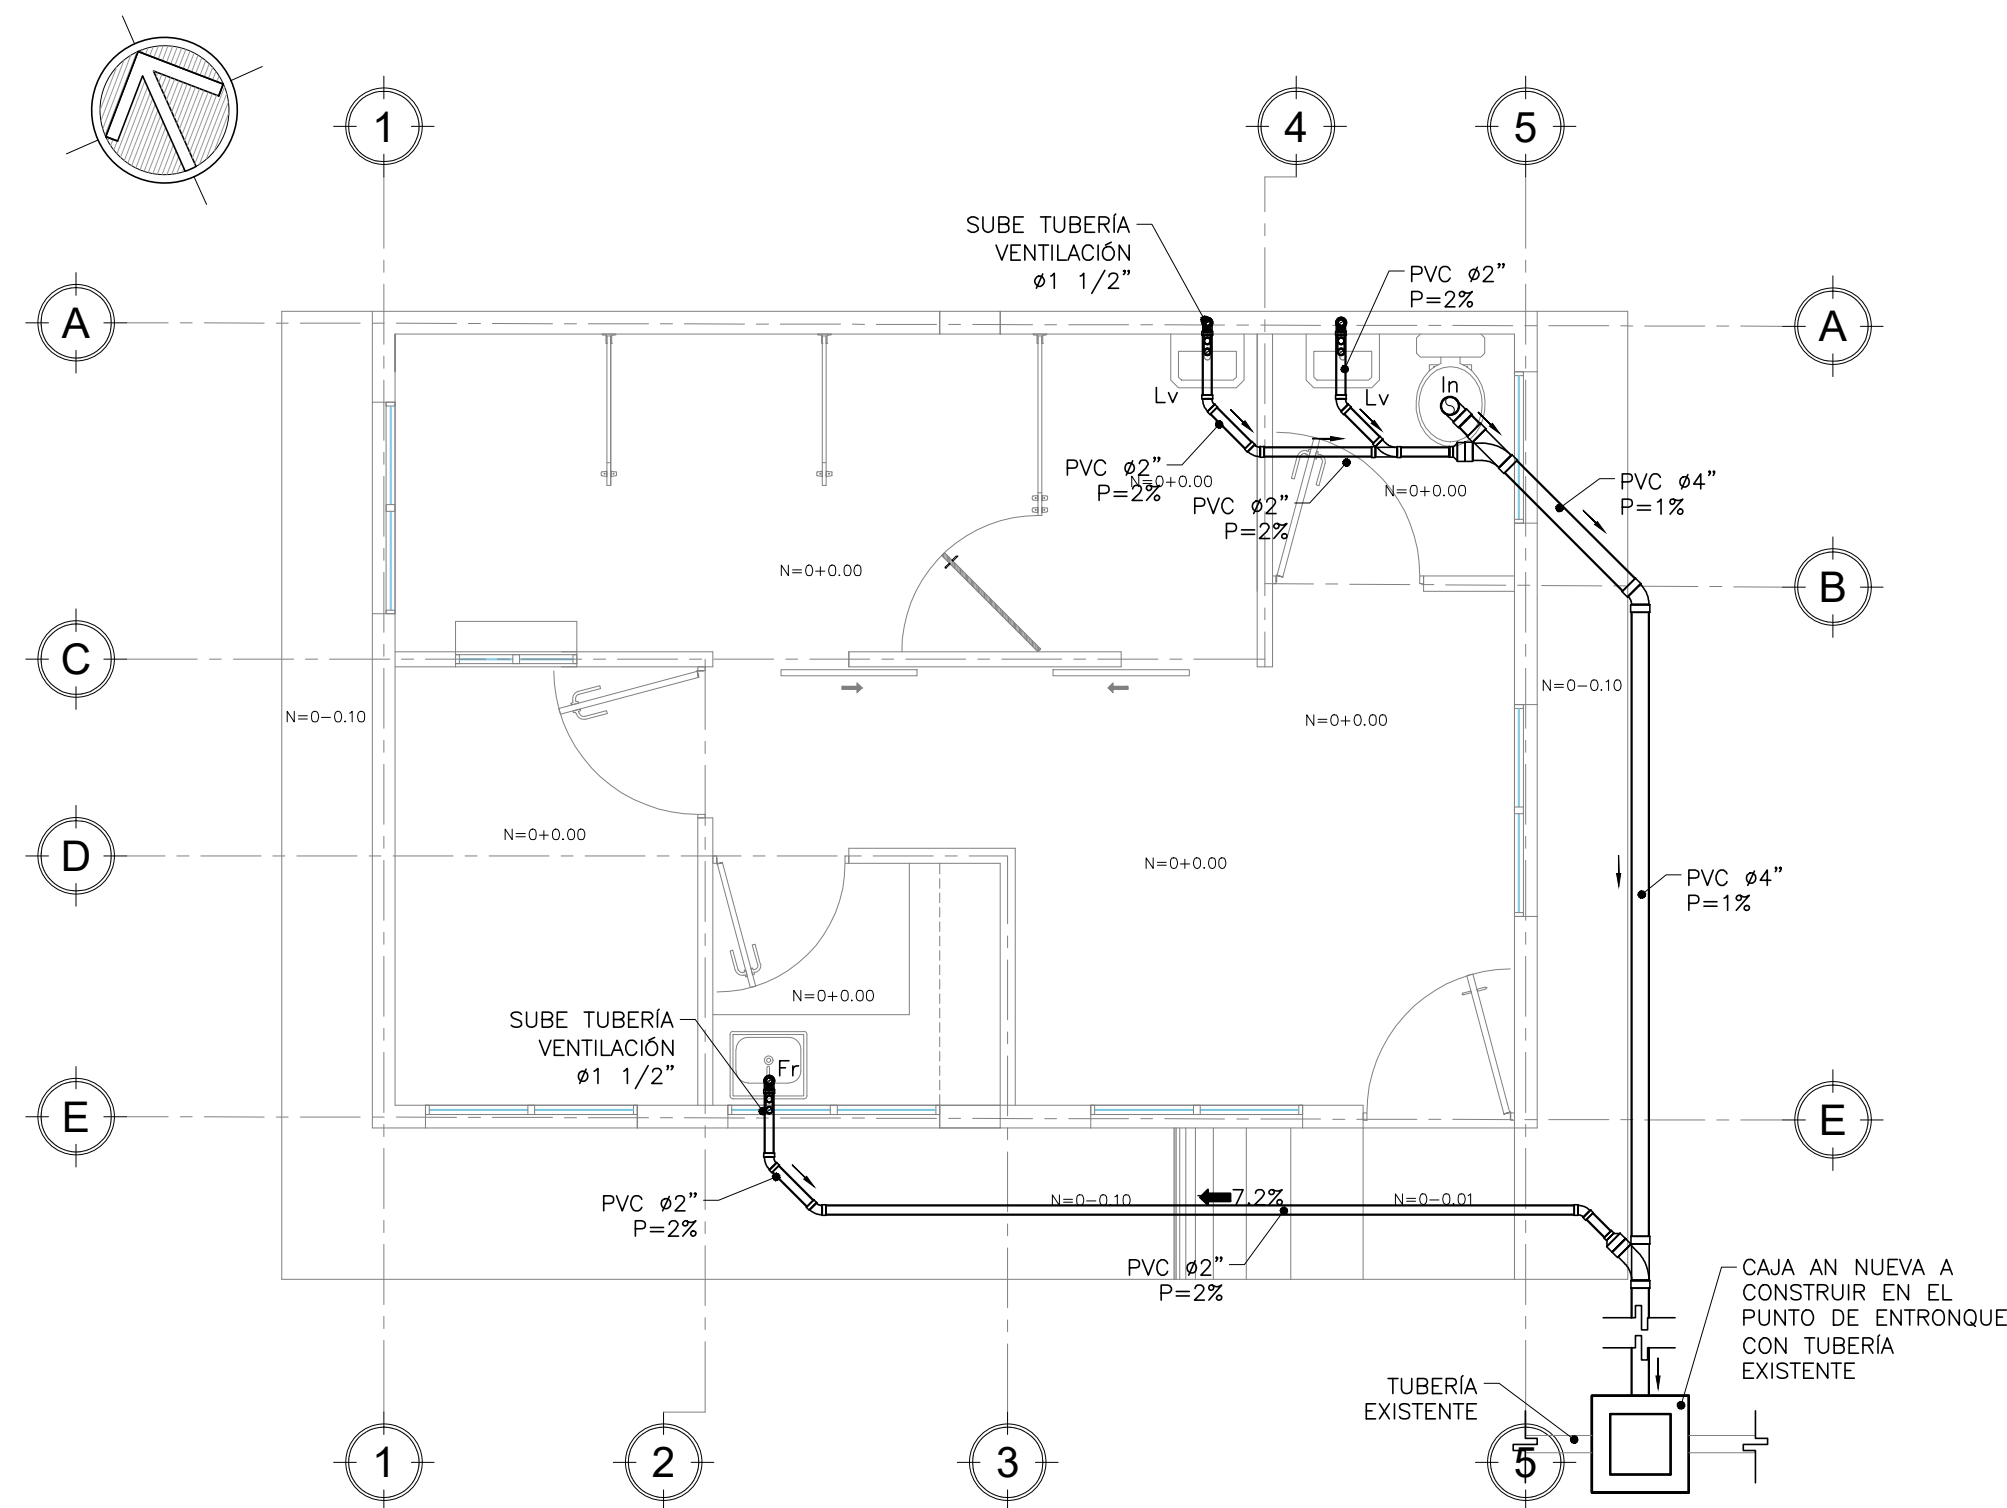 1
4
5
SUBE TUBERÍA
VENTILACIÓN
ø1 1/2"
PVC ø2"
P=2%
A
A
In
Lv
Lv
PVC ø2"
P=2%
N=0+0.00
PVC ø2"
P=2%
N=0+0.00
PVC ø4"
P=1%
N=0+0.00
B
C
N=0-0.10
N=0-0.10
N=0+0.00
N=0+0.00
D
N=0+0.00
PVC ø4"
P=1%
N=0+0.00
SUBE TUBERÍA
VENTILACIÓN
ø1 1/2"
Fr
E
E
PVC ø2"
P=2%
N=0-0.10
7.2%
N=0-0.01
PVC ø2"
P=2%
CAJA AN NUEVA A
CONSTRUIR EN EL
PUNTO DE ENTRONQUE
CON TUBERÍA
EXISTENTE
TUBERÍA
EXISTENTE
1
2
3
5